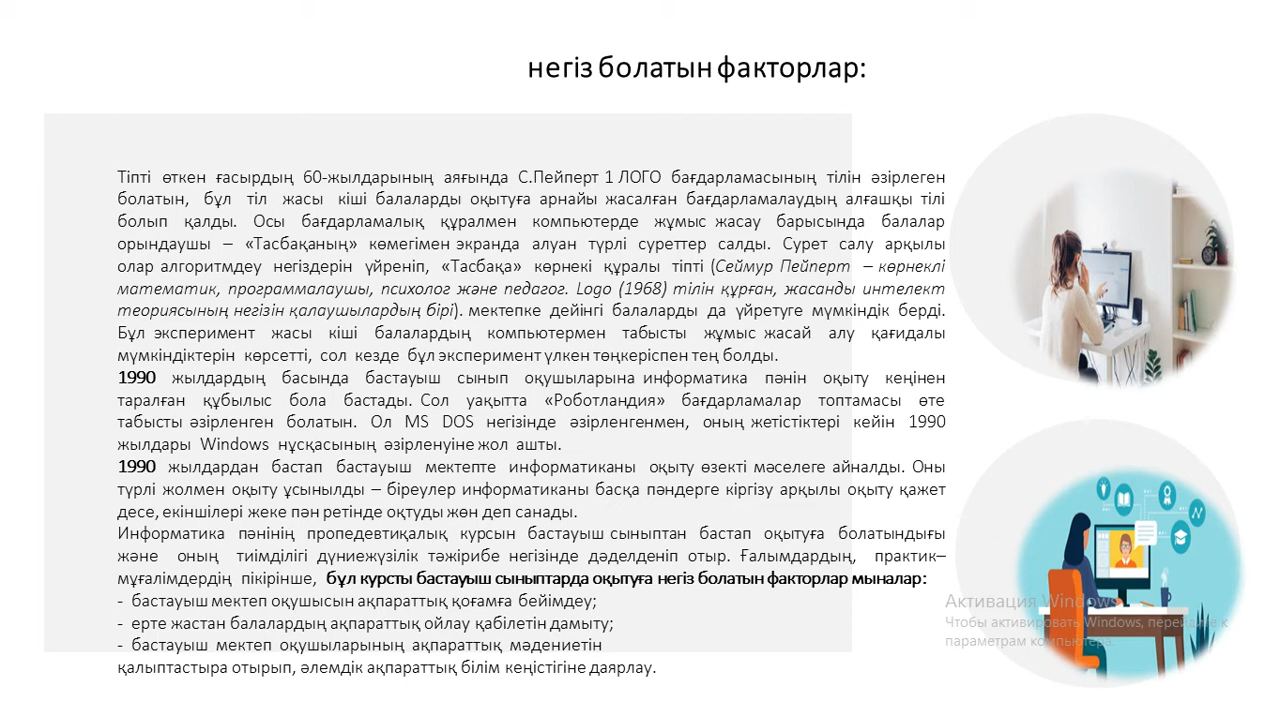 негіз болатын факторлар:
Тіпті өткен ғасырдың 60-жылдарының аяғында С.Пейперт 1 ЛОГО бағдарламасының тілін әзірлеген
болатын, бұл тіл жасы кіші балаларды оқытуға арнайы жасалған бағдарламалаудың алғашқы тілі
болып қалды. Осы бағдарламалық құралмен компьютерде жұмыс жасау барысында балалар
орындаушы – «Тасбақаның» көмегімен экранда алуан түрлі суреттер салды. Сурет салу арқылы
олар алгоритмдеу негіздерін үйреніп, «Тасбақа» көрнекі құралы тіпті (Сеймур Пейперт – көрнеклі
математик, программалаушы, психолог және педагог. Logo (1968) тілін құрған, жасанды интелект
теориясының негізін қалаушылардың бірі). мектепке дейінгі балаларды да үйретуге мүмкіндік берді.
Бұл эксперимент жасы кіші балалардың компьютермен табысты жұмыс жасай алу қағидалы
мүмкіндіктерін көрсетті, сол кезде бұл эксперимент үлкен төңкеріспен тең болды.
1990 жылдардың басында бастауыш сынып оқушыларына информатика пәнін оқыту кеңінен
таралған құбылыс бола бастады. Сол уақытта «Роботландия» бағдарламалар топтамасы өте
табысты әзірленген болатын. Ол MS DOS негізінде әзірленгенмен, оның жетістіктері кейін 1990
жылдары Windows нұсқасының әзірленуіне жол ашты.
1990 жылдардан бастап бастауыш мектепте информатиканы оқыту өзекті мәселеге айналды. Оны
түрлі жолмен оқыту ұсынылды – біреулер информатиканы басқа пәндерге кіргізу арқылы оқыту қажет
десе, екіншілері жеке пән ретінде оқтуды жөн деп санады.
Информатика пәнінің пропедевтиқалық курсын бастауыш сыныптан бастап оқытуға болатындығы
және оның тиімділігі дүниежүзілік тәжірибе негізінде дәделденіп отыр. Ғалымдардың, практик–
мұғалімдердің пікірінше, бұл курсты бастауыш сыныптарда оқытуға негіз болатын факторлар мыналар:
- бастауыш мектеп оқушысын ақпараттық қоғамға бейімдеу;
- ерте жастан балалардың ақпараттық ойлау қабілетін дамыту;
- бастауыш мектеп оқушыларының ақпараттық мәдениетін
қалыптастыра отырып, әлемдік ақпараттық білім кеңістігіне даярлау.
Активация Windows
Чтобы активировать Windows, перейдите к
параметрам компьютера.